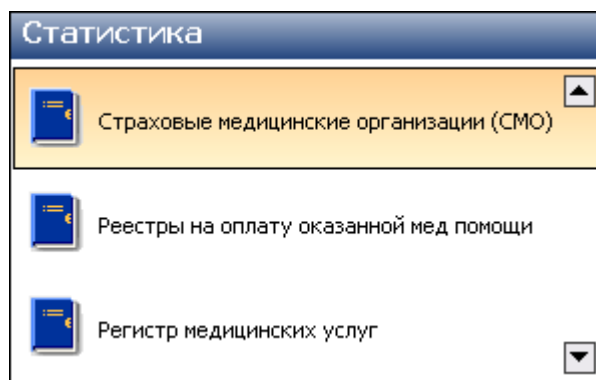 Статистика
Страховые медицинские организации (СМО)
Реестры на оплату оказанной мед помощи
Регистр медицинских услуг